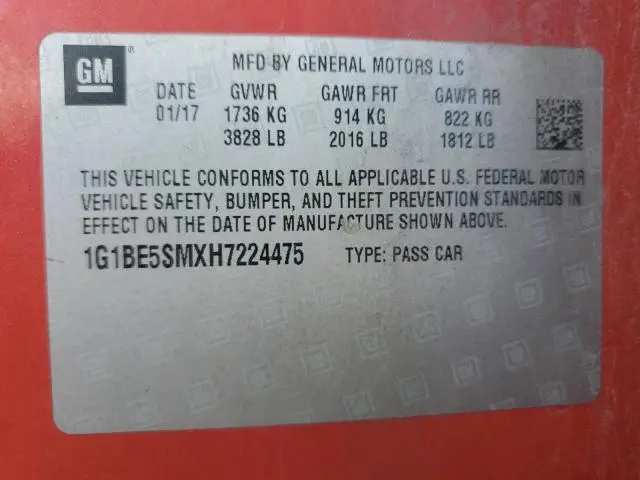 GM
MFD BY GENERAL MOTORS LLC
DATE GVWR GAWR FRT GAWR RR
01/17 1736 KG 914 KG 822 KG
3828 LB 2016 LB 1812 LB
THIS VEHICLE CONFORMS TO ALL APPLICABLE U.S. FEDERAL MOTOR
VEHICLE SAFETY, BUMPER, AND THEFT PREVENTION STANDARDS IN
EFFECT ON THE DATE OF MANUFACTURE SHOWN ABOVE.
1G1BE5SMXH7224475 TYPE: PASS CAR